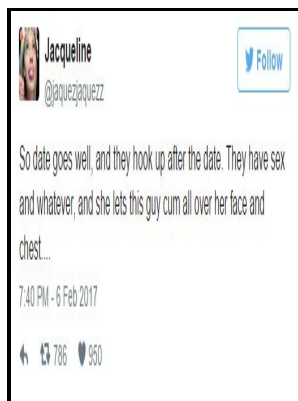 Jacqueline
@jaquezjaquezz
Follow
So date goes well, and they hook up after the date. They have sex
and whatever, and she lets this guy cum all over her face and
chest....
7:40 PM - 6 Feb 2017
786 950